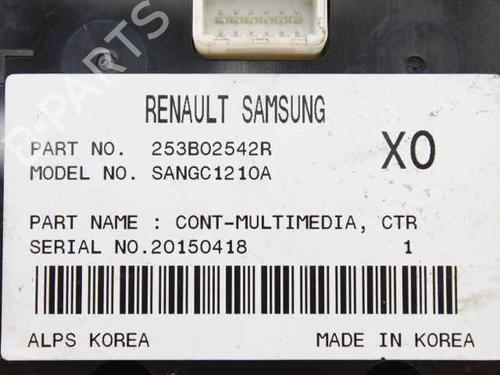 RENAULT SAMSUNG
PART NO. 253B02542R
XO
MODEL NO. SANGC1210A
PART NAME : CONT-MULTIMEDIA, CTR
SERIAL NO.20150418 1
ALPS KOREA MADE IN KOREA
B-PARTS